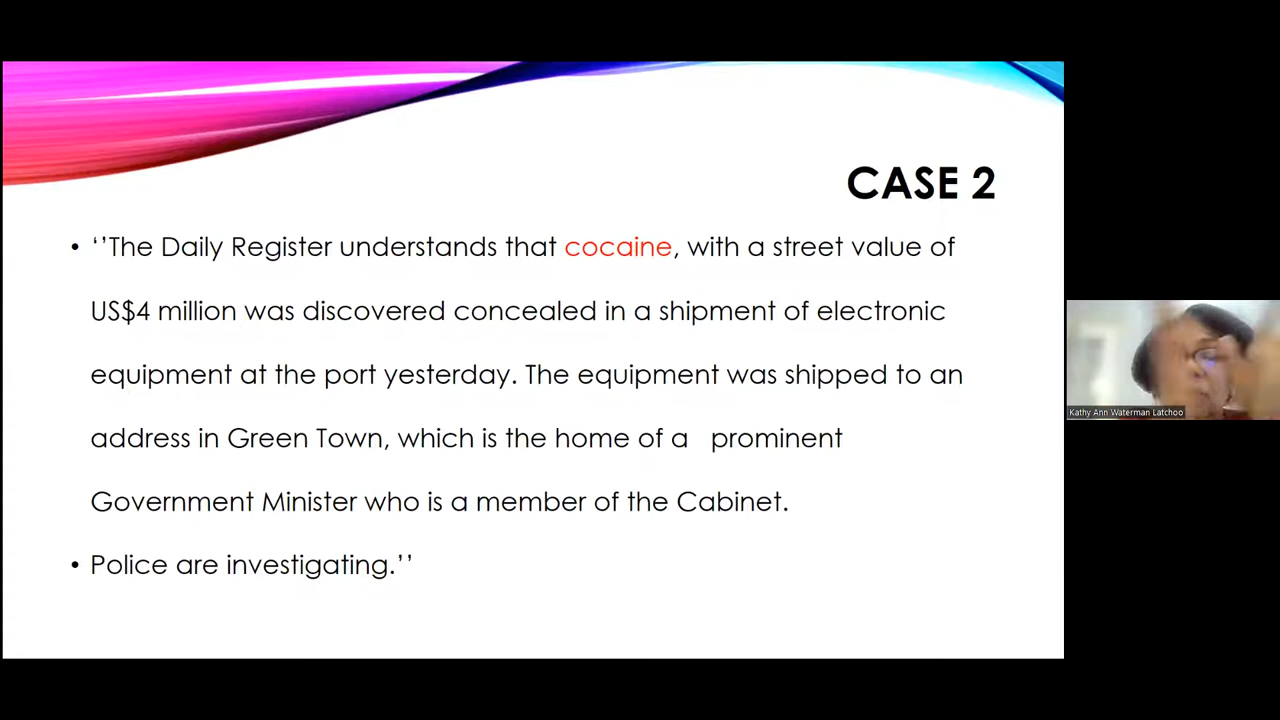 CASE 2
• ‘’The Daily Register understands that cocaine, with a street value of
US$4 million was discovered concealed in a shipment of electronic
equipment at the port yesterday. The equipment was shipped to an
address in Green Town, which is the home of a prominent
Government Minister who is a member of the Cabinet.
• Police are investigating.’’
Kathy Ann Waterman Latchoo